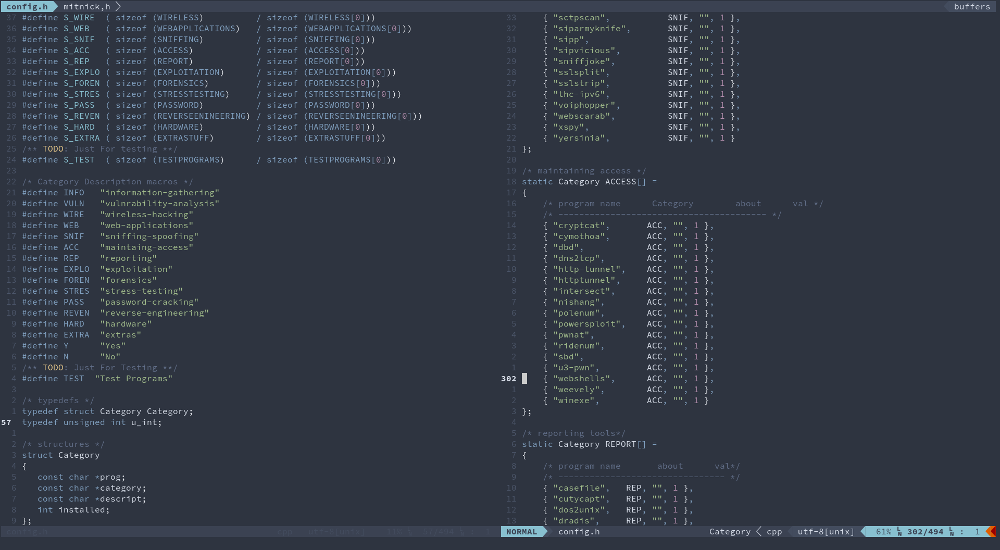 config.h mitnick.h buffers
37 #define S_WIRE ( sizeof (WIRELESS) / sizeof (WIRELESS[0]))
36 #define S_WEB ( sizeof (WEBAPPLICATIONS) / sizeof (WEBAPPLICATIONS[0]))
35 #define S_SNIF ( sizeof (SNIFFING) / sizeof (SNIFFING[0]))
34 #define S_ACC ( sizeof (ACCESS) / sizeof (ACCESS[0]))
33 #define S_REP ( sizeof (REPORT) / sizeof (REPORT[0]))
32 #define S_EXPLO ( sizeof (EXPLOITATION) / sizeof (EXPLOITATION[0]))
31 #define S_FOREN ( sizeof (FORENSICS) / sizeof (FORENSICS[0]))
30 #define S_STRES ( sizeof (STRESSTESTING) / sizeof (STRESSTESTING[0]))
29 #define S_PASS ( sizeof (PASSWORD) / sizeof (PASSWORD[0]))
28 #define S_REVEN ( sizeof (REVERSEENINEERING) / sizeof (REVERSEENINEERING[0]))
27 #define S_HARD ( sizeof (HARDWARE) / sizeof (HARDWARE[0]))
26 #define S_EXTRA ( sizeof (EXTRASTUFF) / sizeof (EXTRASTUFF[0]))
25 /** TODO: Just For testing **/
24 #define S_TEST ( sizeof (TESTPROGRAMS) / sizeof (TESTPROGRAMS[0]))
23
22 /* Category Description macros */
21 #define INFO "information-gathering"
20 #define VULN "vulnrability-analysis"
19 #define WIRE "wireless-hacking"
18 #define WEB "web-applications"
17 #define SNIF "sniffing-spoofing"
16 #define ACC "maintaing-access"
15 #define REP "reporting"
14 #define EXPLO "exploitation"
13 #define FOREN "forensics"
12 #define STRES "stress-testing"
11 #define PASS "password-cracking"
10 #define REVEN "reverse-engineering"
9 #define HARD "hardware"
8 #define EXTRA "extras"
7 #define Y "Yes"
6 #define N "No"
5 /** TODO: Just For Testing **/
4 #define TEST "Test Programs"
3
2 /* typedefs */
1 typedef struct Category Category;
57 typedef unsigned int u_int;
1
2 /* structures */
3 struct Category
4 {
5 const char *prog;
6 const char *category;
7 const char *descript;
8 int installed;
9 };
33 { "sctpscan", SNIF, "", 1 },
32 { "siparmyknife", SNIF, "", 1 },
31 { "sipp", SNIF, "", 1 },
30 { "sipvicious", SNIF, "", 1 },
29 { "sniffjoke", SNIF, "", 1 },
28 { "sslsplit", SNIF, "", 1 },
27 { "sslstrip", SNIF, "", 1 },
26 { "thc ipv6", SNIF, "", 1 },
25 { "voiphopper", SNIF, "", 1 },
24 { "webscarab", SNIF, "", 1 },
23 { "xspy", SNIF, "", 1 },
22 { "yersinia", SNIF, "", 1 }
21 };
20
19 /* maintaining access */
18 static Category ACCESS[] =
17 {
16 /* program name Category about val */
15 /* ---------------------------------------- */
14 { "cryptcat", ACC, "", 1 },
13 { "cymothoa", ACC, "", 1 },
12 { "dbd", ACC, "", 1 },
11 { "dns2tcp", ACC, "", 1 },
10 { "http tunnel", ACC, "", 1 },
9 { "httptunnel", ACC, "", 1 },
8 { "intersect", ACC, "", 1 },
7 { "nishang", ACC, "", 1 },
6 { "polenum", ACC, "", 1 },
5 { "powersploit", ACC, "", 1 },
4 { "pwnat", ACC, "", 1 },
3 { "ridenum", ACC, "", 1 },
2 { "sbd", ACC, "", 1 },
1 { "u3-pwn", ACC, "", 1 },
302 { "webshells", ACC, "", 1 },
1 { "weevely", ACC, "", 1 },
2 { "winexe", ACC, "", 1 }
3 };
4
5 /* reporting tools*/
6 static Category REPORT[] =
7 {
8 /* program name about val*/
9 /* -------------------------------- */
10 { "casefile", REP, "", 1 },
11 { "cutycapt", REP, "", 1 },
12 { "dos2unix", REP, "", 1 },
13 { "dradis", REP, "", 1 },
NORMAL config.h Category < cpp utf-8[unix] 61% 302/494 : 1